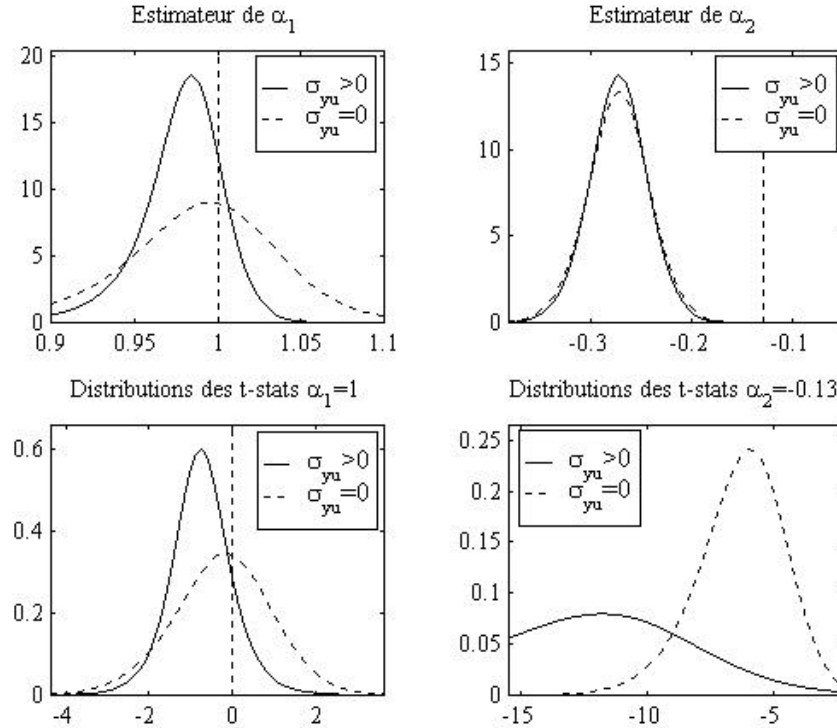 Estimateur de α1
20
15
10
5
0
0.9 0.95 1 1.05 1.1
σyu>0
σyu=0
Estimateur de α2
15
10
5
0
-0.3 -0.2 -0.1
σyu>0
σyu=0
Distributions des t-stats α1=1
0.6
0.4
0.2
0
-4 -2 0 2
σyu>0
σyu=0
Distributions des t-stats α2=-0.13
0.25
0.2
0.15
0.1
0.05
0
-15 -10 -5
σyu>0
σyu=0